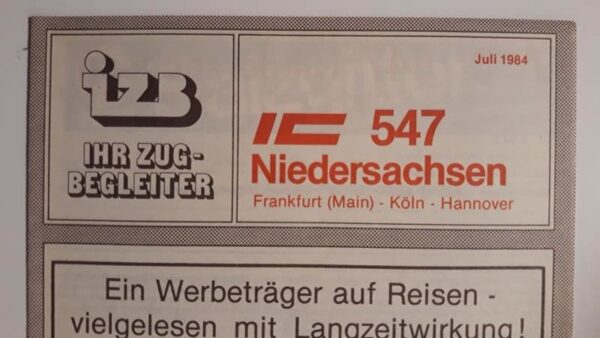 izb
IHR ZUG-
BEGLEITER
Juli 1984
IC 547
Niedersachsen
Frankfurt (Main) - Köln - Hannover
Ein Werbeträger auf Reisen -
vielgelesen mit Langzeitwirkung!